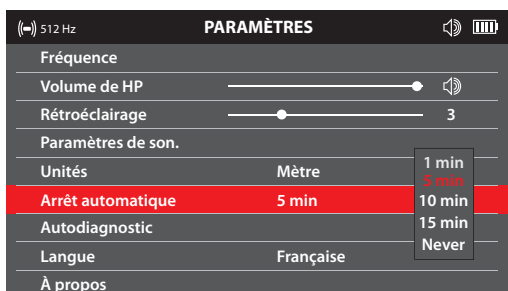 512 Hz PARAMÈTRES
Fréquence
Volume de HP
Rétroéclairage 3
Paramètres de son.
Unités Mètre
Arrêt automatique 5 min
Autodiagnostic
Langue Française
À propos
1 min
5 min
10 min
15 min
Never